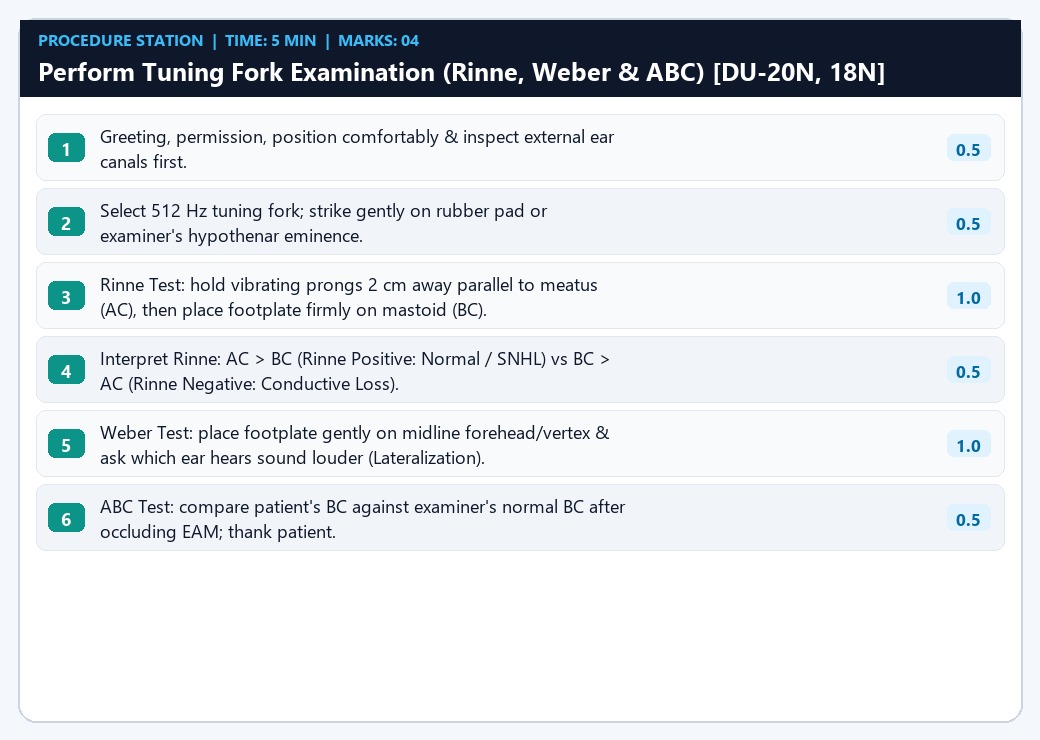 PROCEDURE STATION | TIME: 5 MIN | MARKS: 04
Perform Tuning Fork Examination (Rinne, Weber & ABC) [DU-20N, 18N]
1
Greeting, permission, position comfortably & inspect external ear
canals first.
0.5
2
Select 512 Hz tuning fork; strike gently on rubber pad or
examiner's hypothenar eminence.
0.5
3
Rinne Test: hold vibrating prongs 2 cm away parallel to meatus
(AC), then place footplate firmly on mastoid (BC).
1.0
4
Interpret Rinne: AC > BC (Rinne Positive: Normal / SNHL) vs BC >
AC (Rinne Negative: Conductive Loss).
0.5
5
Weber Test: place footplate gently on midline forehead/vertex &
ask which ear hears sound louder (Lateralization).
1.0
6
ABC Test: compare patient's BC against examiner's normal BC after
occluding EAM; thank patient.
0.5